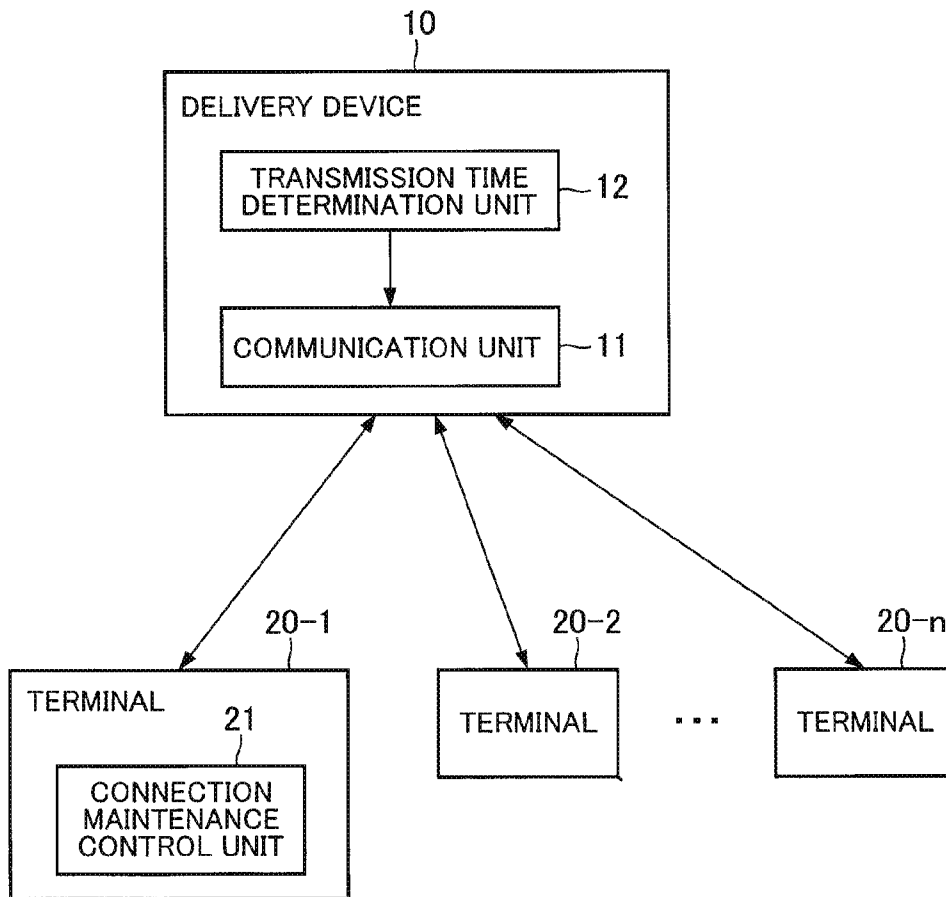 10
DELIVERY DEVICE
TRANSMISSION TIME
DETERMINATION UNIT
12
COMMUNICATION UNIT
11
20-1
20-2
20-n
TERMINAL
21
CONNECTION
MAINTENANCE
CONTROL UNIT
TERMINAL
...
TERMINAL